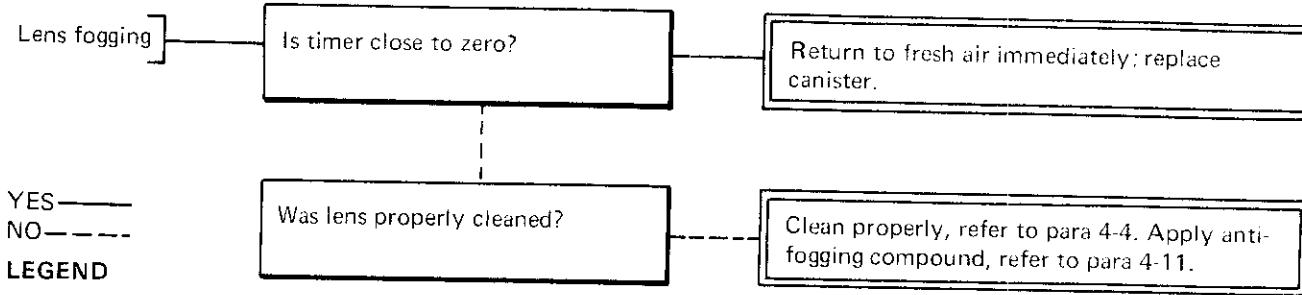 Lens fogging
Is timer close to zero?
Return to fresh air immediately; replace
canister.
Was lens properly cleaned?
Clean properly, refer to para 4-4. Apply anti-
fogging compound, refer to para 4-11.
YES
NO
LEGEND